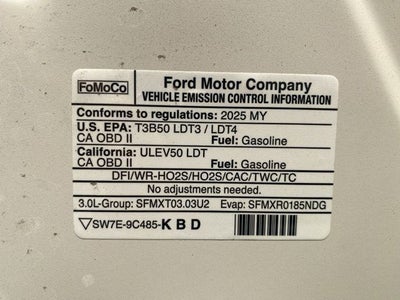 FoMoCo
Ford Motor Company
VEHICLE EMISSION CONTROL INFORMATION
Conforms to regulations: 2025 MY
U.S. EPA: T3B50 LDT3 / LDT4
CA OBD II Fuel: Gasoline
California: ULEV50 LDT
CA OBD II Fuel: Gasoline
DFI/WR-HO2S/HO2S/CAC/TWC/TC
No adjustments needed.
3.0L-Group: SFMXT03.03U2 Evap: SFMXR0185NDG
SW7E-9C485-K B D